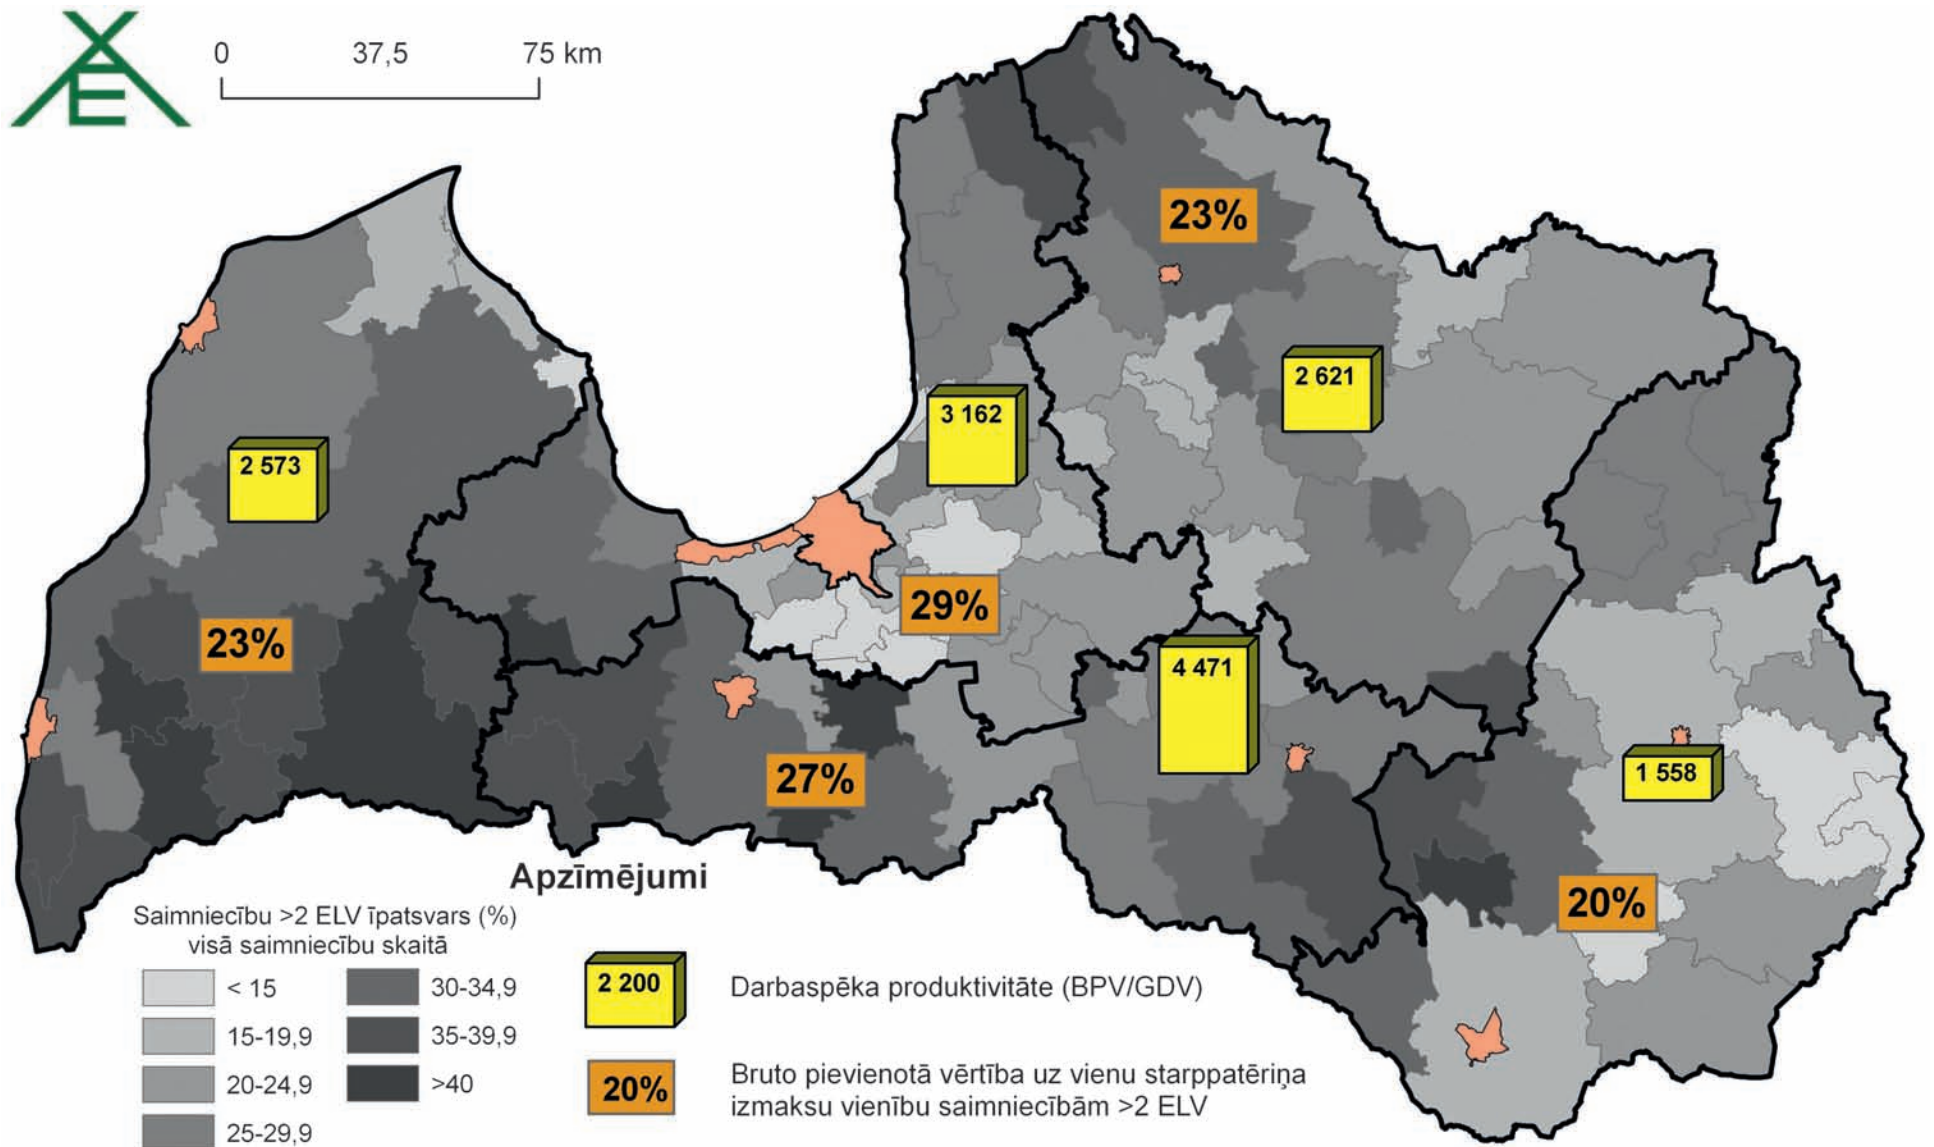 0 37,5 75 km
23%
2 621
3 162
2 573
29%
23%
4 471
27%
1 558
20%
Apzīmējumi
Saimniecību >2 ELV īpatsvars (%)
visā saimniecību skaitā
< 15
15-19,9
20-24,9
25-29,9
30-34,9
35-39,9
>40
2 200
Darbaspēka produktivitāte (BPV/GDV)
20%
Bruto pievienotā vērtība uz vienu starppatēriņa
izmaksu vienību saimniecībām >2 ELV